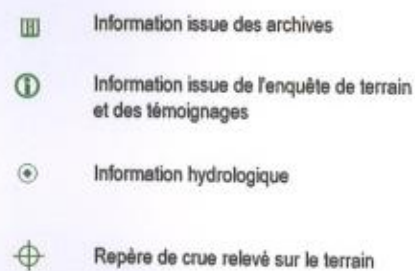 Information issue des archives
Information issue de l'enquête de terrain
et des témoignages
Information hydrologique
Repère de crue relevé sur le terrain